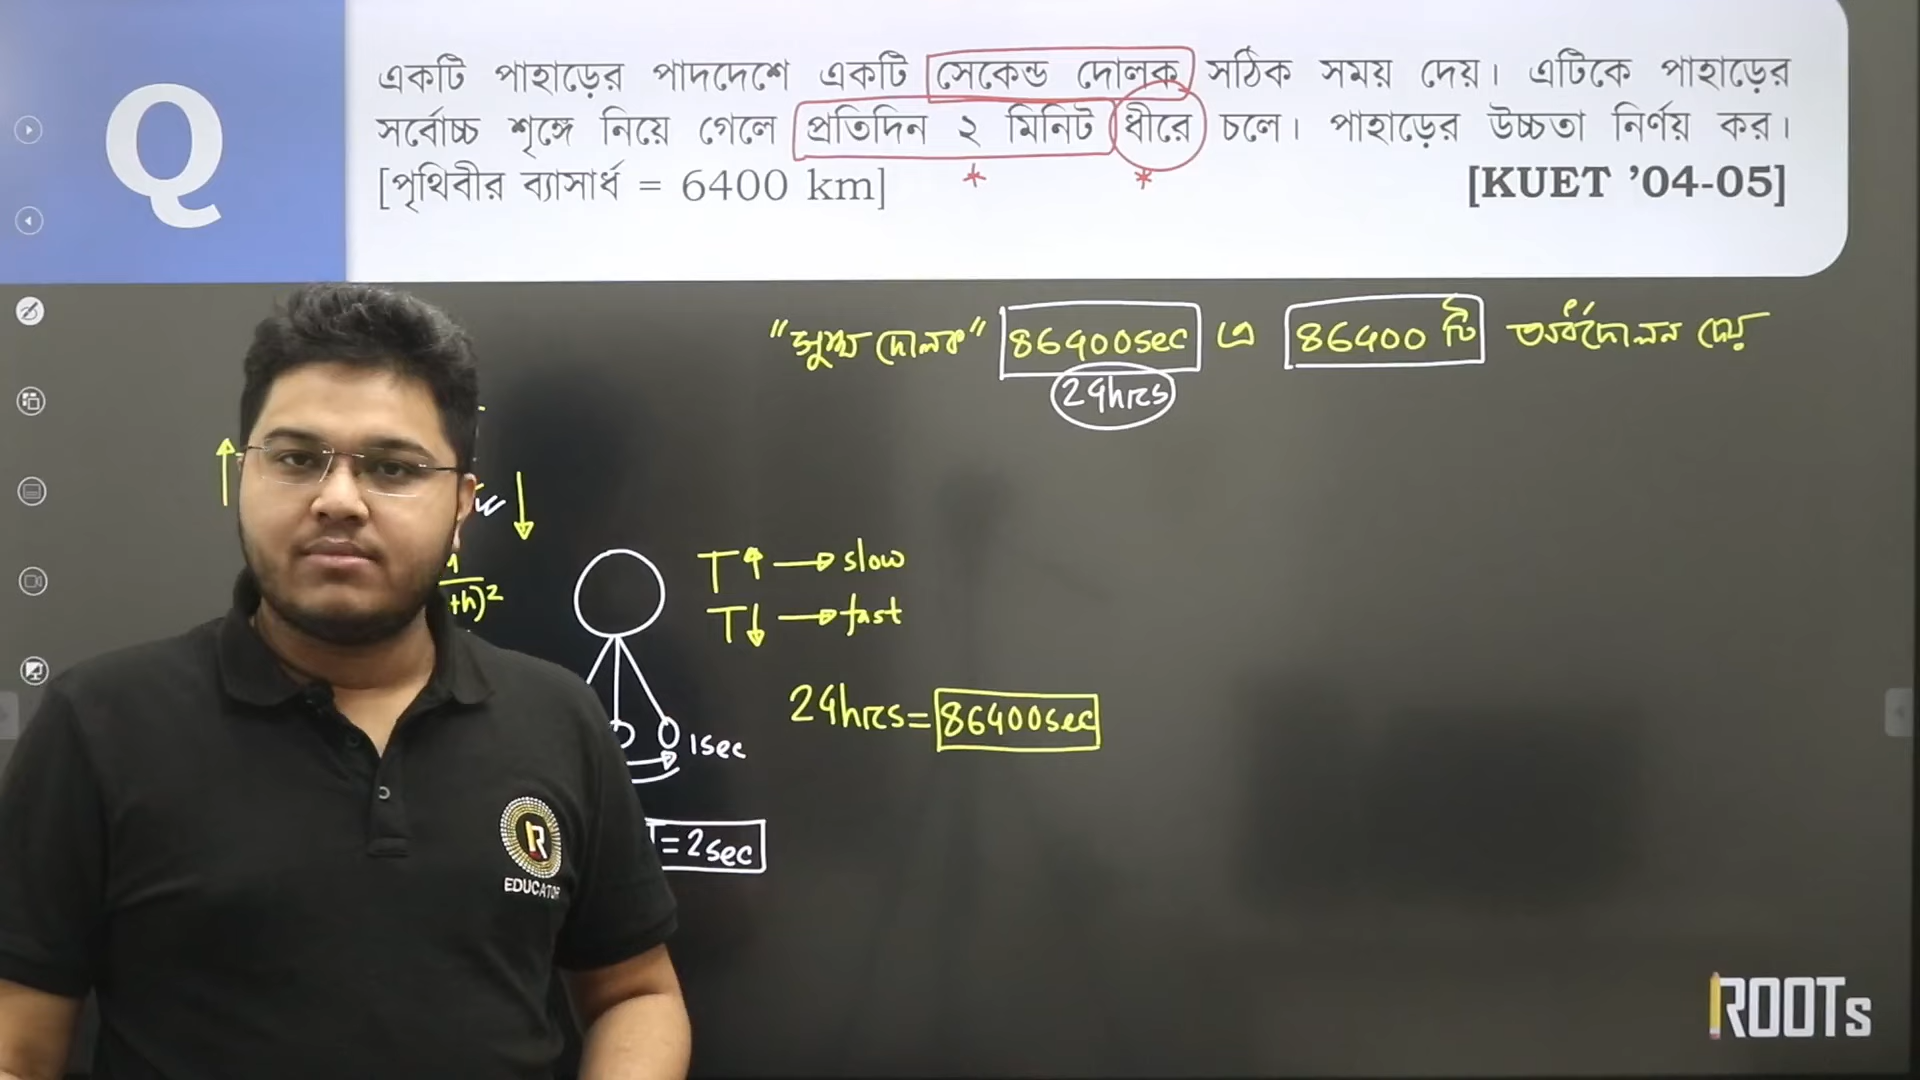 Q
একটি পাহাড়ের পাদদেশে একটি সেকেন্ড দোলক সঠিক সময় দেয়। এটিকে পাহাড়ের
সর্বোচ্চ শৃঙ্গে নিয়ে গেলে প্রতিদিন ২ মিনিট ধীরে চলে। পাহাড়ের উচ্চতা নির্ণয় কর।
[পৃথিবীর ব্যাসার্ধ = 6400 km] [KUET ’04-05]
"সুস্থ দোলক" 86400sec এ 86400 টি অর্ধদোলন দেয়
24hrs
+h)²
T↑ → slow
T↓ → fast
24hrs = 86400sec
1sec
= 2sec
EDUCATOR
ROOTs